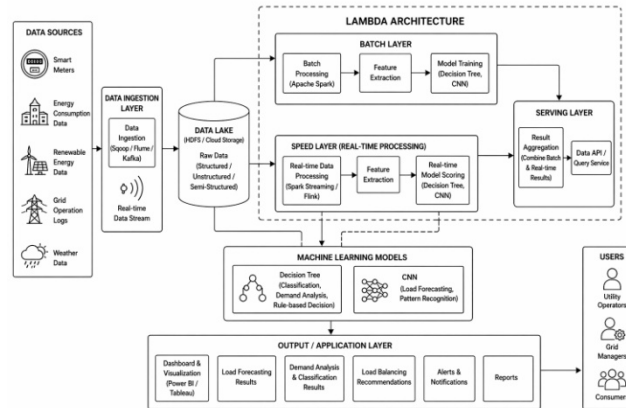 DATA SOURCES
Smart
Meters
Energy
Consumption
Data
Renewable
Energy
Data
Grid
Operation
Logs
Weather
Data
DATA INGESTION
LAYER
Data
Ingestion
(Sqoop / Flume /
Kafka)
Real-time
Data Stream
DATA LAKE
(HDFS / Cloud Storage)
Raw Data
(Structured /
Unstructured /
Semi-Structured)
LAMBDA ARCHITECTURE
BATCH LAYER
Batch
Processing
(Apache Spark)
Feature
Extraction
Model Training
(Decision Tree,
CNN)
SPEED LAYER (REAL-TIME PROCESSING)
Real-time Data
Processing
(Spark Streaming /
Flink)
Feature
Extraction
Real-time
Model Scoring
(Decision Tree,
CNN)
SERVING LAYER
Result
Aggregation
(Combine Batch
& Real-time
Results)
Data API /
Query Service
MACHINE LEARNING MODELS
Decision Tree
(Classification,
Demand Analysis,
Rule-based Decision)
CNN
(Load Forecasting,
Pattern Recognition)
OUTPUT / APPLICATION LAYER
Dashboard &
Visualization
(Power BI /
Tableau)
Load Forecasting
Results
Demand Analysis
& Classification
Results
Load Balancing
Recommendations
Alerts &
Notifications
Reports
USERS
Utility
Operators
Grid
Managers
Consumers